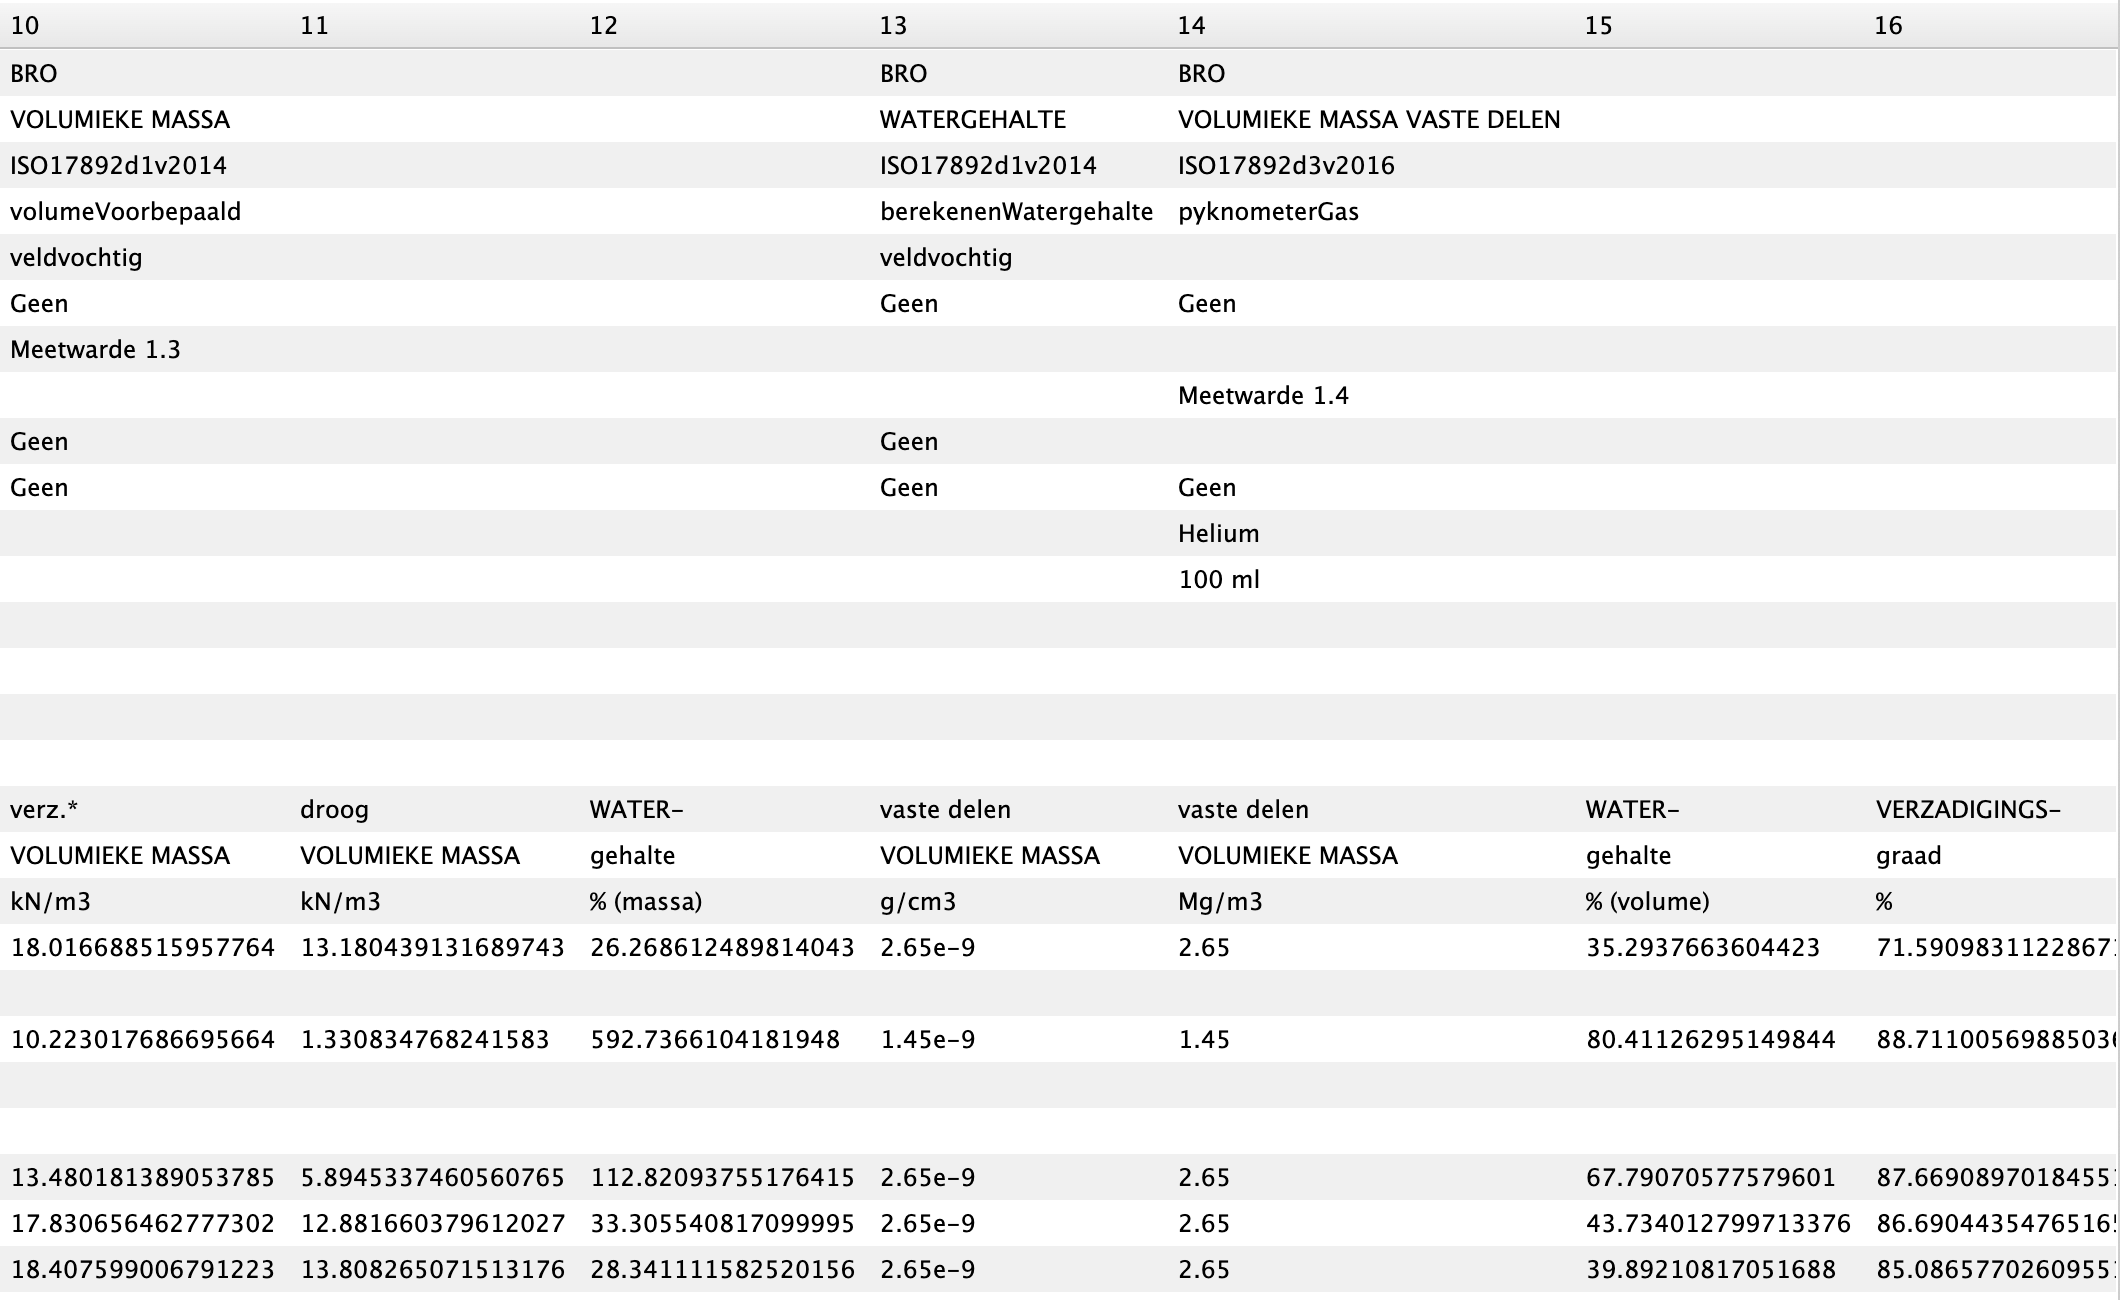 10 11 12 13 14 15 16
BRO BRO BRO
VOLUMIEKE MASSA WATERGEHALTE VOLUMIEKE MASSA VASTE DELEN
ISO17892d1v2014 ISO17892d1v2014 ISO17892d3v2016
volumeVoorbepaald berekenenWatergehalte pyknometerGas
veldvochtig veldvochtig
Geen Geen Geen
Meetwarde 1.3
Meetwarde 1.4
Geen Geen
Geen Geen Geen
Helium
100 ml
verz.* droog WATER- vaste delen vaste delen WATER- VERZADIGINGS-
VOLUMIEKE MASSA VOLUMIEKE MASSA gehalte VOLUMIEKE MASSA VOLUMIEKE MASSA gehalte graad
kN/m3 kN/m3 % (massa) g/cm3 Mg/m3 % (volume) %
18.016688515957764 13.180439131689743 26.268612489814043 2.65e-9 2.65 35.2937663604423 71.5909831122867
10.223017686695664 1.330834768241583 592.7366104181948 1.45e-9 1.45 80.41126295149844 88.7110056988503
13.480181389053785 5.8945337460560765 112.82093755176415 2.65e-9 2.65 67.79070577579601 87.6690897018455
17.830656462777302 12.881660379612027 33.305540817099995 2.65e-9 2.65 43.734012799713376 86.6904435476516
18.407599006791223 13.808265071513176 28.341111582520156 2.65e-9 2.65 39.89210817051688 85.0865770260955